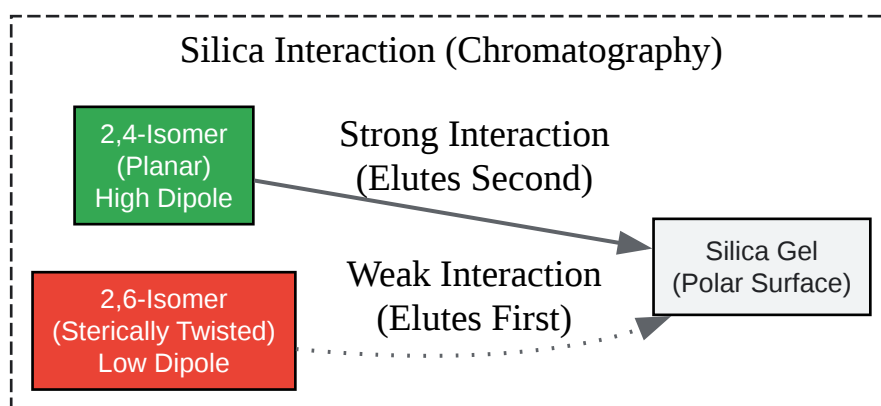 Silica Interaction (Chromatography)
2,4-Isomer
(Planar)
High Dipole
Strong Interaction
(Elutes Second)
Silica Gel
(Polar Surface)
Weak Interaction
(Elutes First)
2,6-Isomer
(Sterically Twisted)
Low Dipole